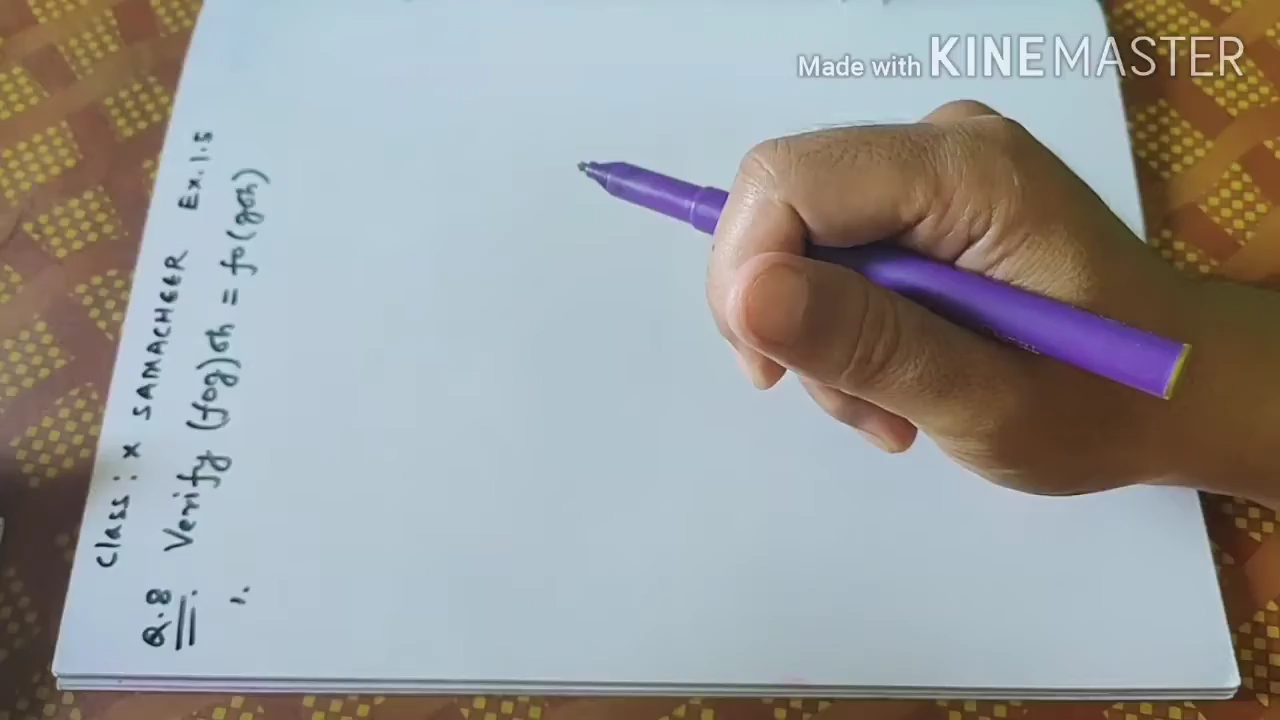 Made with KINEMASTER
Class : X SAMACHEER Ex. 1.5
Q.8. Verify (fog)oh = fo(goh)
1.